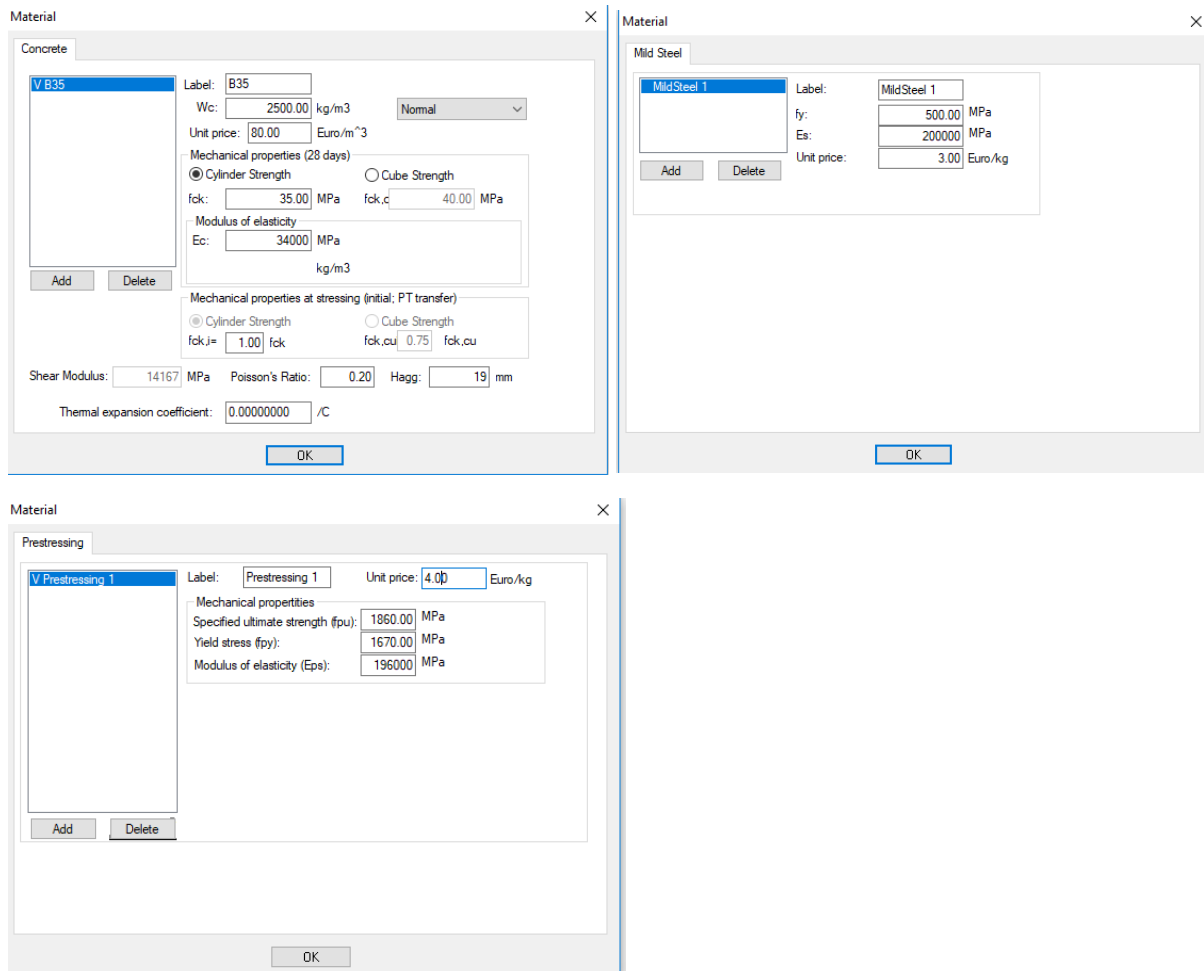 Material
Concrete
V B35
Label: B35
Wc: 2500.00 kg/m3 Normal
Unit price: 80.00 Euro/m^3
Mechanical properties (28 days)
Cylinder Strength Cube Strength
fck: 35.00 MPa fck,c 40.00 MPa
Modulus of elasticity
Ec: 34000 MPa
kg/m3
Add Delete
Mechanical properties at stressing (initial; PT transfer)
Cylinder Strength Cube Strength
fck,i= 1.00 fck fck,cu 0.75 fck,cu
Shear Modulus: 14167 MPa Poisson's Ratio: 0.20 Hagg: 19 mm
Thermal expansion coefficient: 0.00000000 /C
OK
Material
Mild Steel
MildSteel 1
Label: MildSteel 1
fy: 500.00 MPa
Es: 200000 MPa
Unit price: 3.00 Euro/kg
Add Delete
OK
Material
Prestressing
V Prestressing 1
Label: Prestressing 1 Unit price: 4.00 Euro/kg
Mechanical propertities
Specified ultimate strength (fpu): 1860.00 MPa
Yield stress (fpy): 1670.00 MPa
Modulus of elasticity (Eps): 196000 MPa
Add Delete
OK